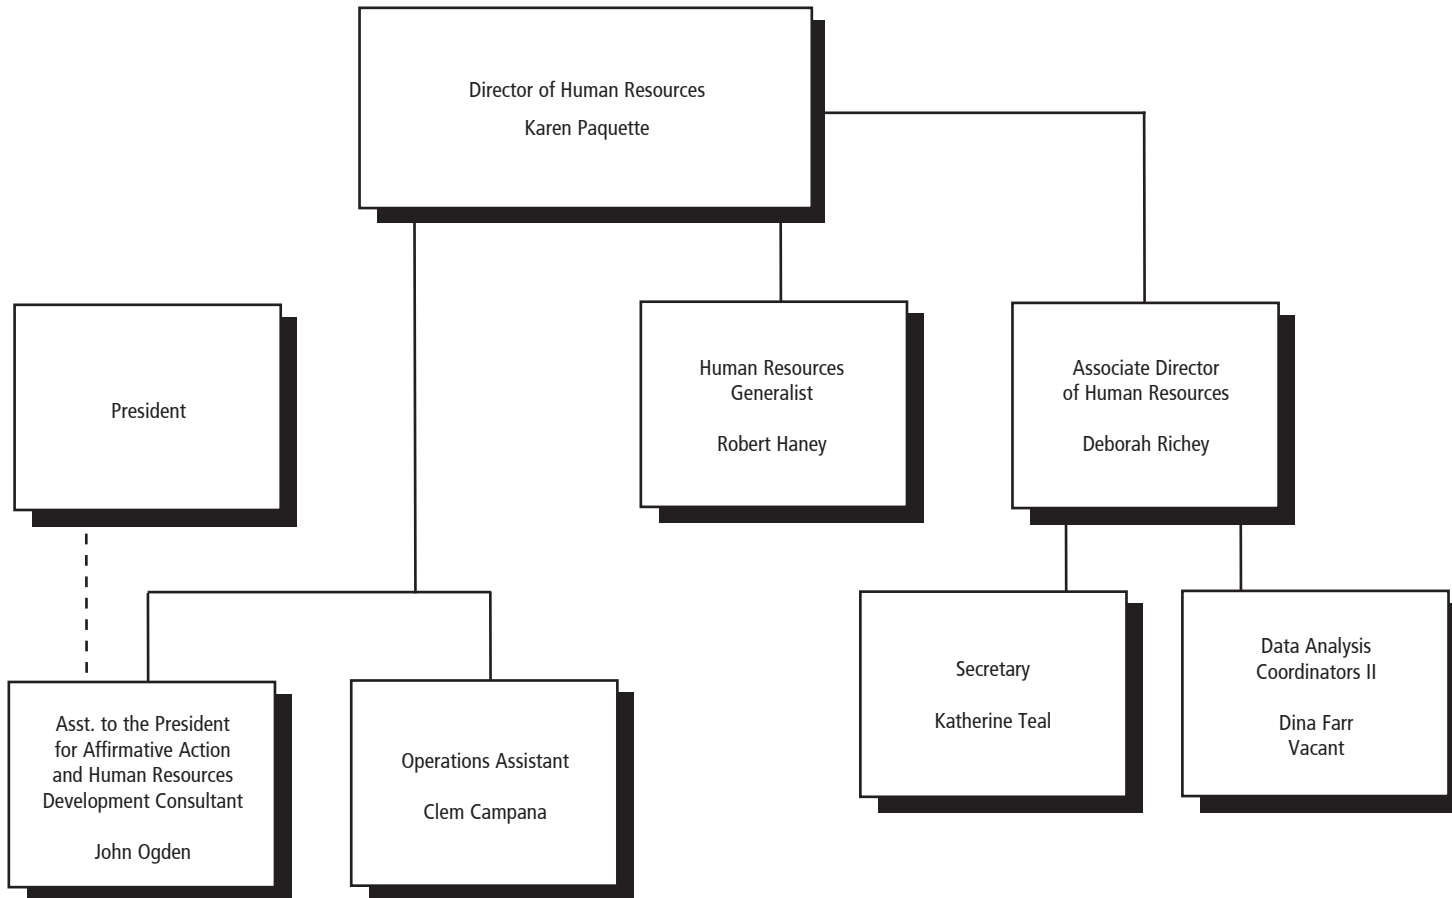 Director of Human Resources
Karen Paquette
President
Human Resources
Generalist
Robert Haney
Associate Director
of Human Resources
Deborah Richey
Asst. to the President
for Affirmative Action
and Human Resources
Development Consultant
John Ogden
Operations Assistant
Clem Campana
Secretary
Katherine Teal
Data Analysis
Coordinators II
Dina Farr
Vacant